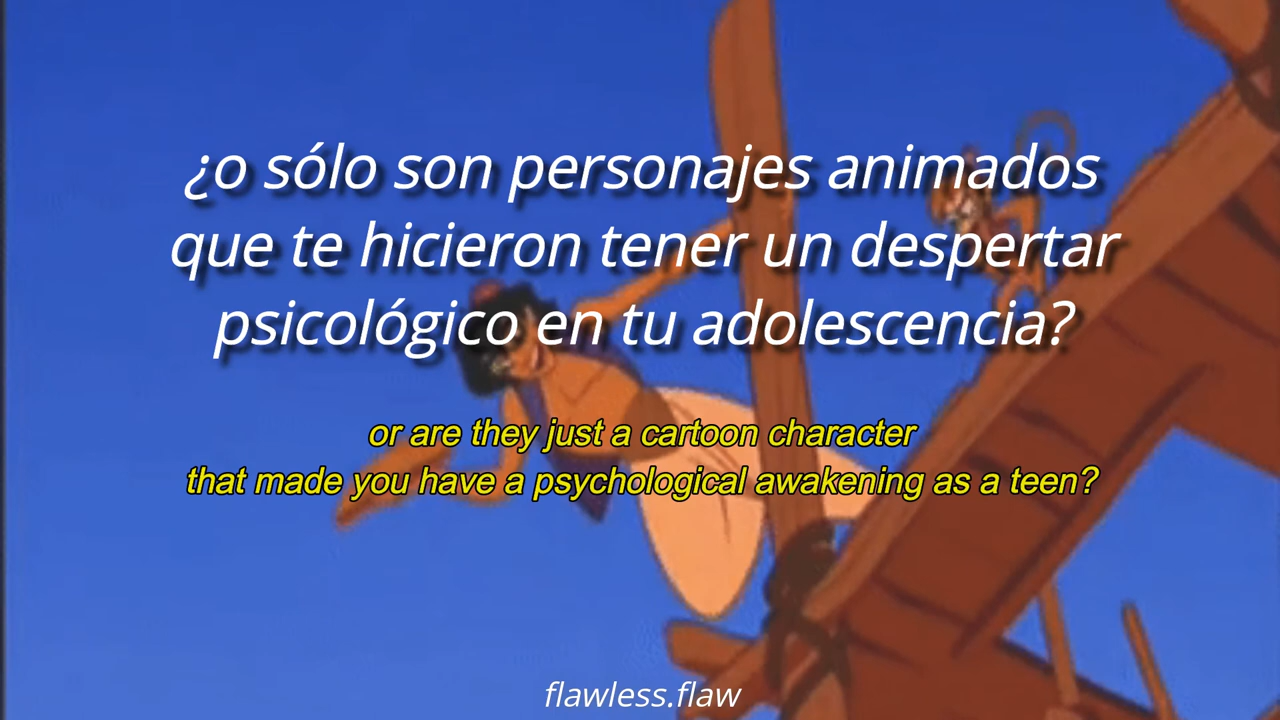 ¿o sólo son personajes animados
que te hicieron tener un despertar
psicológico en tu adolescencia?
or are they just a cartoon character
that made you have a psychological awakening as a teen?
flawless.flaw